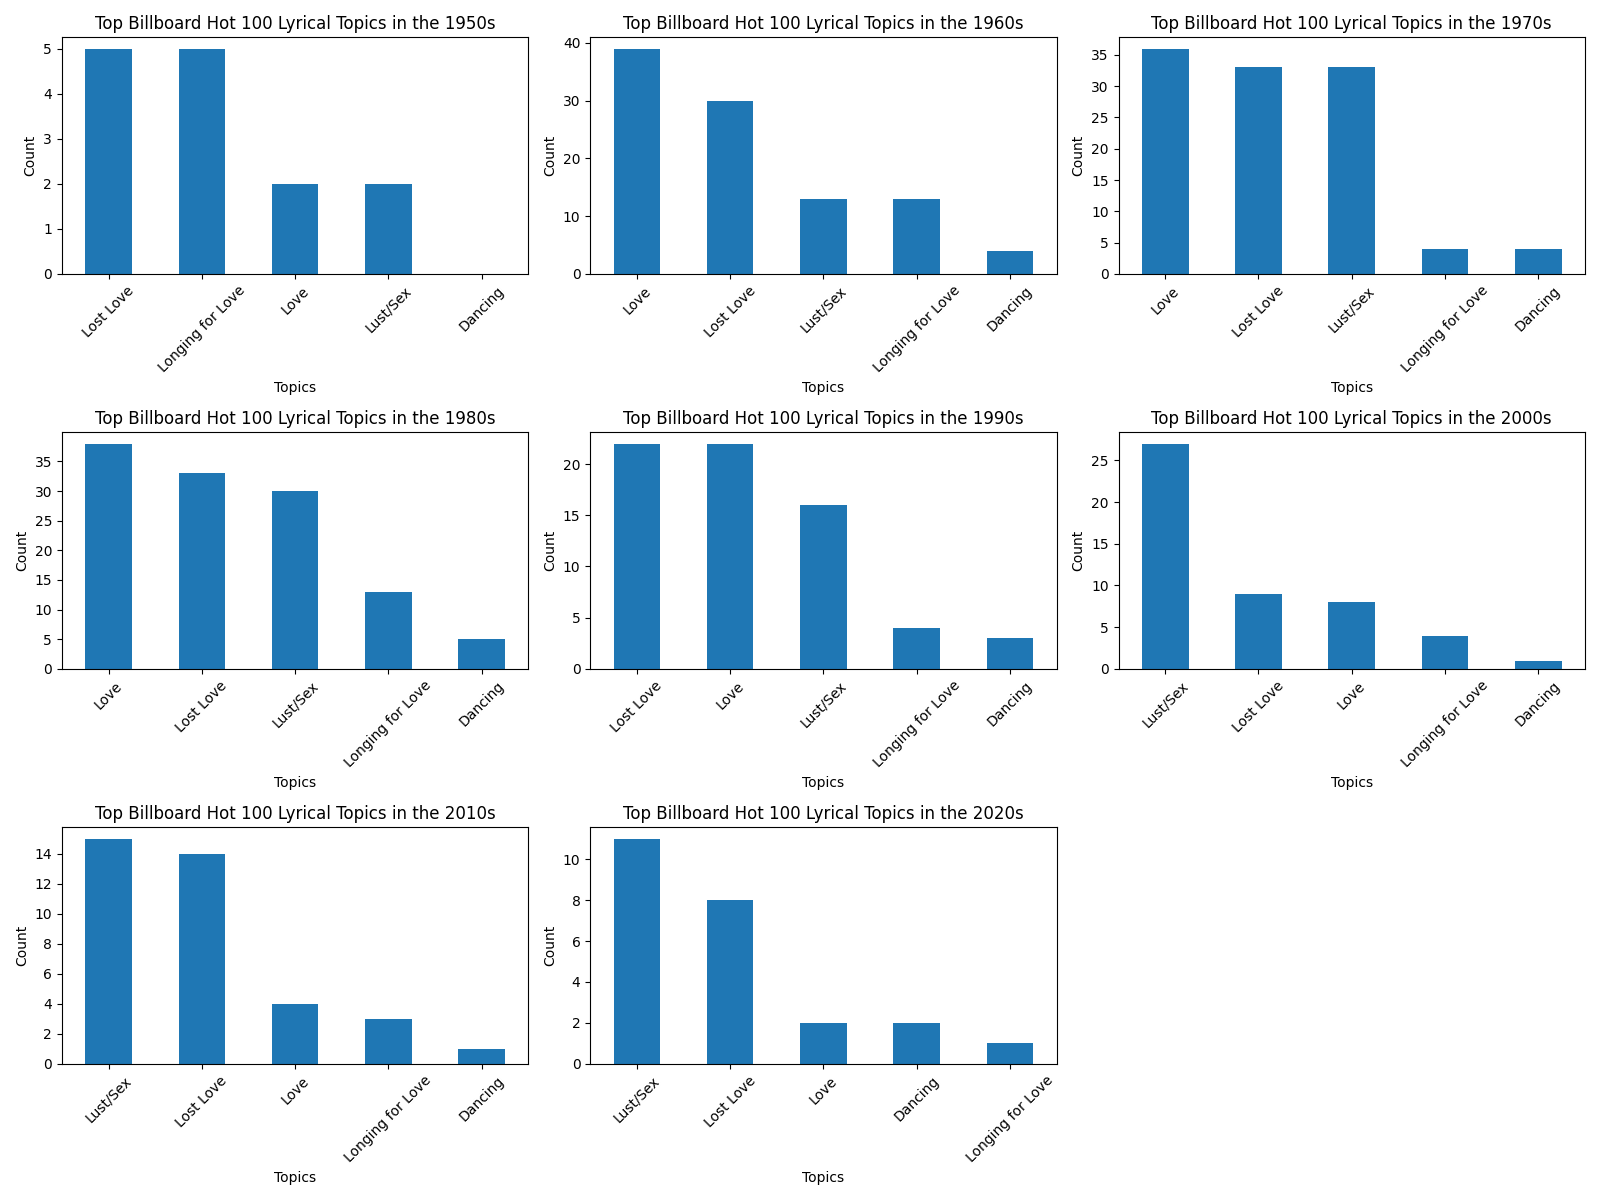 Top Billboard Hot 100 Lyrical Topics in the 1950s
Count
5
4
3
2
1
0
Lost Love
Longing for Love
Love
Lust/Sex
Dancing
Topics
Top Billboard Hot 100 Lyrical Topics in the 1960s
Count
40
30
20
10
0
Love
Lost Love
Lust/Sex
Longing for Love
Dancing
Topics
Top Billboard Hot 100 Lyrical Topics in the 1970s
Count
35
30
25
20
15
10
5
0
Love
Lost Love
Lust/Sex
Longing for Love
Dancing
Topics
Top Billboard Hot 100 Lyrical Topics in the 1980s
Count
35
30
25
20
15
10
5
0
Love
Lost Love
Lust/Sex
Longing for Love
Dancing
Topics
Top Billboard Hot 100 Lyrical Topics in the 1990s
Count
20
15
10
5
0
Lost Love
Love
Lust/Sex
Longing for Love
Dancing
Topics
Top Billboard Hot 100 Lyrical Topics in the 2000s
Count
25
20
15
10
5
0
Lust/Sex
Lost Love
Love
Longing for Love
Dancing
Topics
Top Billboard Hot 100 Lyrical Topics in the 2010s
Count
14
12
10
8
6
4
2
0
Lust/Sex
Lost Love
Love
Longing for Love
Dancing
Topics
Top Billboard Hot 100 Lyrical Topics in the 2020s
Count
10
8
6
4
2
0
Lust/Sex
Lost Love
Love
Dancing
Longing for Love
Topics